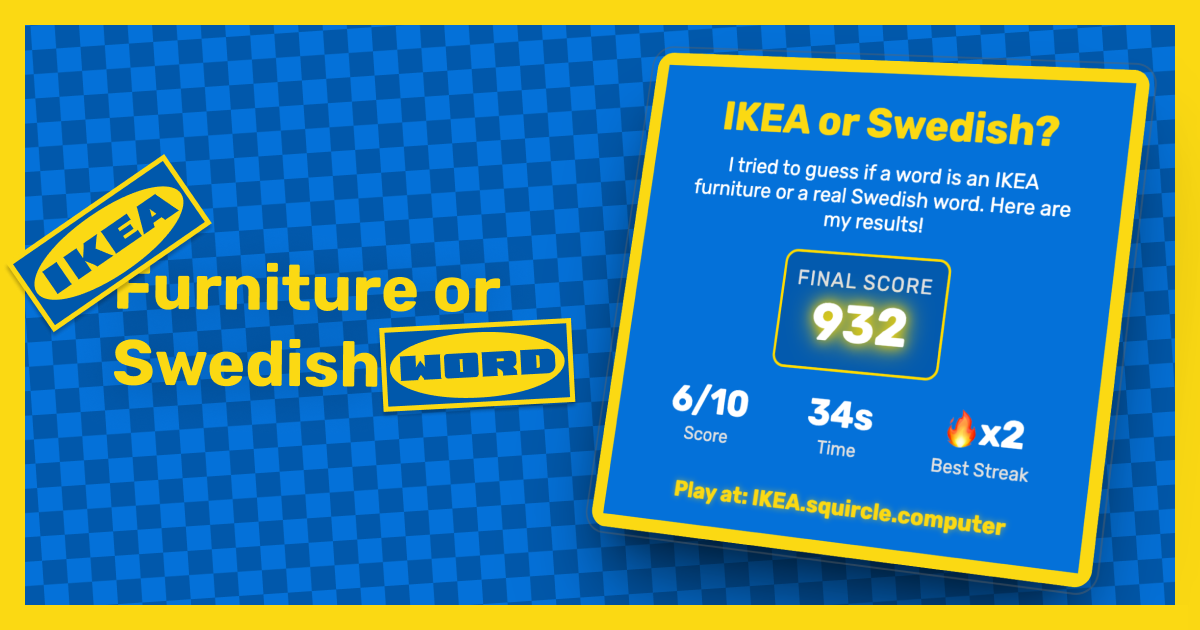 IKEA
Furniture or
Swedish WORD
IKEA or Swedish?
I tried to guess if a word is an IKEA
furniture or a real Swedish word. Here are
my results!
FINAL SCORE
932
6/10
Score
34s
Time
🔥x2
Best Streak
Play at: IKEA.squircle.computer